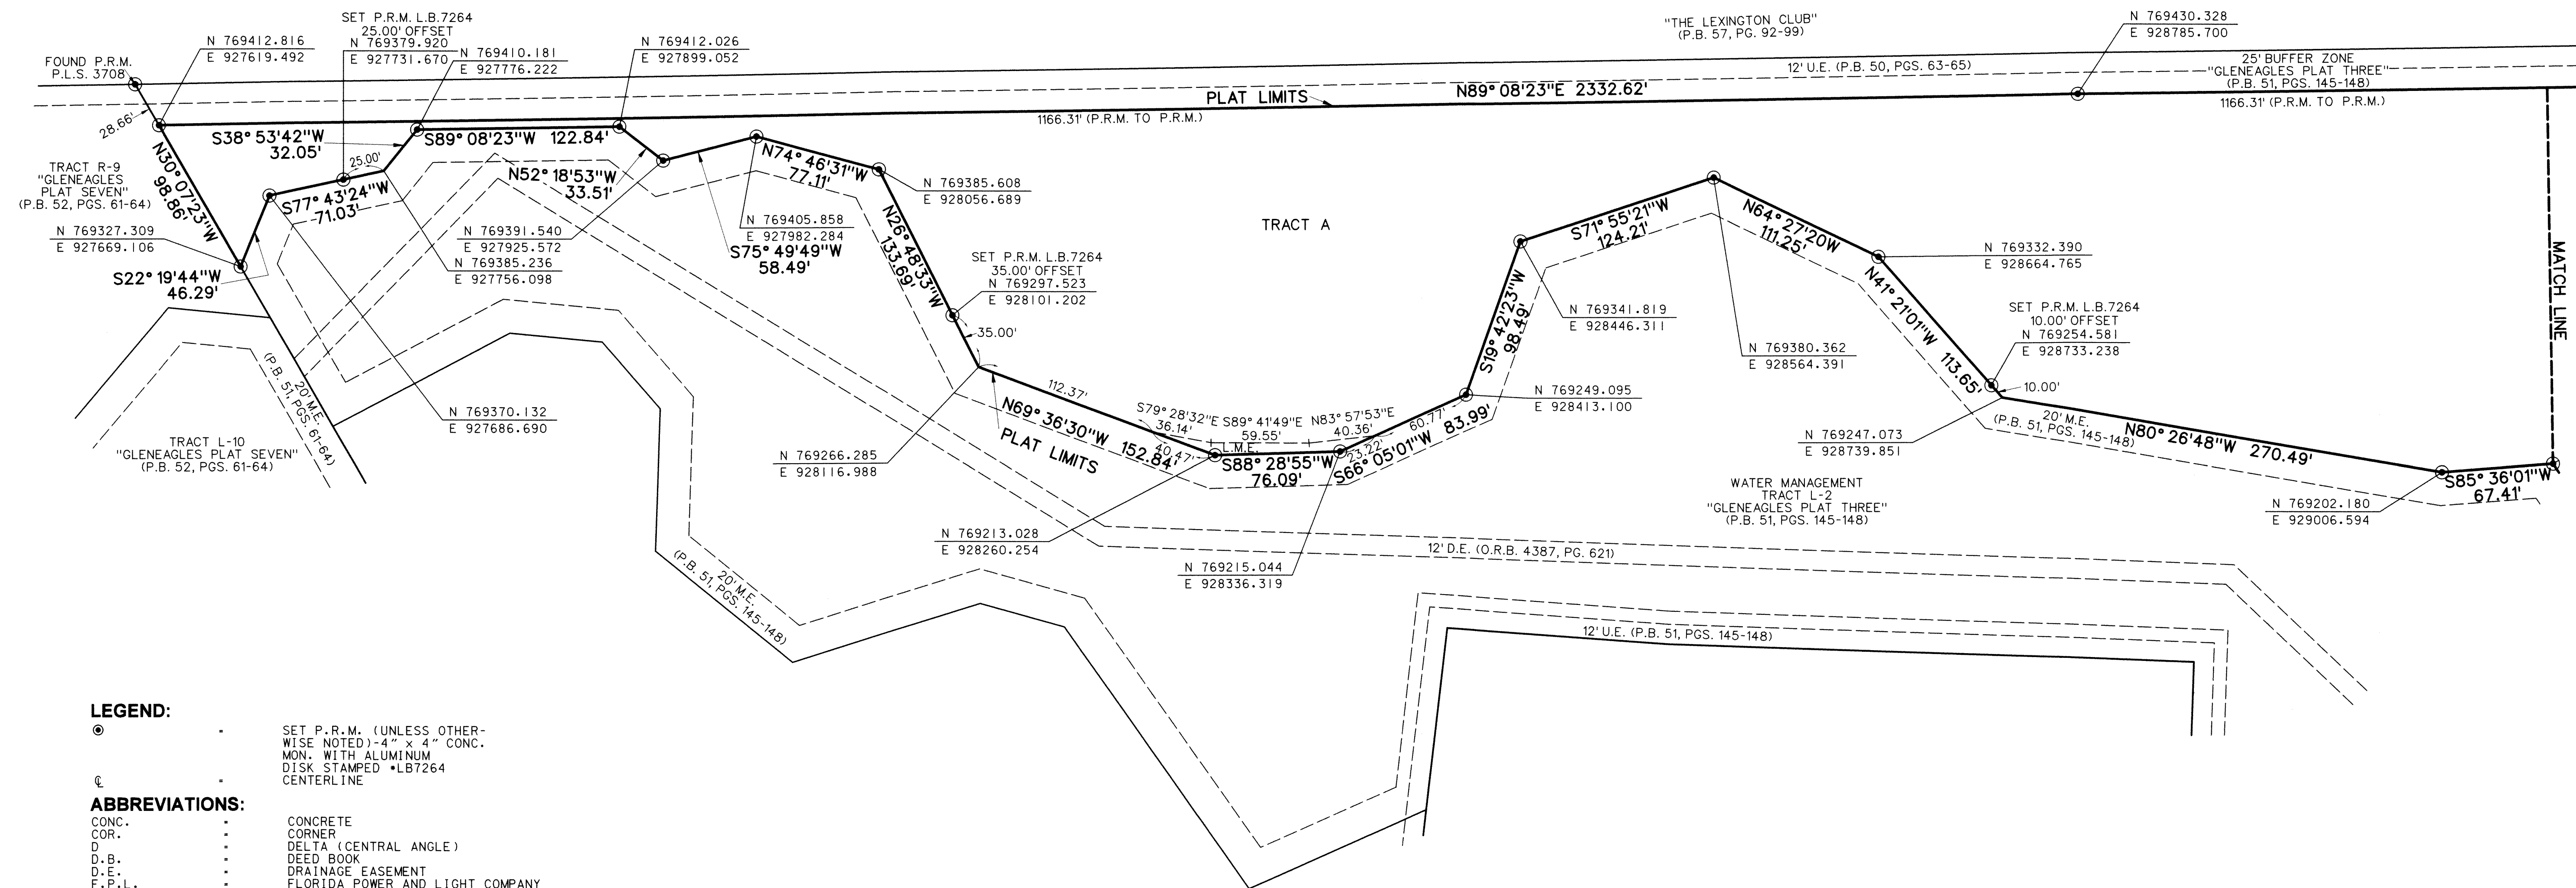 SET P.R.M. L.B.7264
25.00' OFFSET
N 769379.920
E 927731.670
N 769412.816
E 927619.492
FOUND P.R.M.
P.L.S. 3708
N 769410.181
E 927776.222
N 769412.026
E 927899.052
"THE LEXINGTON CLUB"
(P.B. 57, PG. 92-99)
N 769430.328
E 928785.700
12' U.E. (P.B. 50, PGS. 63-65)
25' BUFFER ZONE
"GLENEAGLES PLAT THREE"
(P.B. 51, PGS. 145-148)
PLAT LIMITS
N89° 08'23"E 2332.62'
1166.31' (P.R.M. TO P.R.M.)
1166.31' (P.R.M. TO P.R.M.)
28.66'
S38° 53'42"W
32.05'
S89° 08'23"W 122.84'
25.00'
N30° 07'23"W
98.86'
TRACT R-9
"GLENEAGLES
PLAT SEVEN"
(P.B. 52, PGS. 61-64)
S77° 43'24"W
71.03'
N52° 18'53"W
33.51'
N74° 46'31"W
77.11'
N 769385.608
E 928056.689
N 769405.858
E 927982.284
N 769327.309
E 927669.106
N 769391.540
E 927925.572
S75° 49'49"W
58.49'
N26° 48'33"W
133.69'
TRACT A
S71° 55'21"W
124.21'
N64° 27'20W
111.25'
N 769332.390
E 928664.765
MATCH LINE
S22° 19'44"W
46.29'
N 769385.236
E 927756.098
SET P.R.M. L.B.7264
35.00' OFFSET
N 769297.523
E 928101.202
35.00'
S19° 42'23"W
98.49'
N 769341.819
E 928446.311
N41° 21'01"W 113.65'
SET P.R.M. L.B.7264
10.00' OFFSET
N 769254.581
E 928733.238
10.00'
N 769380.362
E 928564.391
112.37'
S79° 28'32"E
36.14'
S89° 41'49"E
59.55'
N83° 57'53"E
40.36'
60.77'
N 769249.095
E 928413.100
N69° 36'30"W 152.84'
PLAT LIMITS
40.47'
L.M.E.
S88° 28'55"W
76.09'
23.22'
S66° 05'01"W 83.99'
20' M.E.
(P.B. 51, PGS. 145-148)
N80° 26'48"W 270.49'
N 769247.073
E 928739.851
S85° 36'01"W
67.41'
20' M.E.
(P.B. 51, PGS. 61-64)
N 769370.132
E 927686.690
TRACT L-10
"GLENEAGLES PLAT SEVEN"
(P.B. 52, PGS. 61-64)
N 769266.285
E 928116.988
WATER MANAGEMENT
TRACT L-2
"GLENEAGLES PLAT THREE"
(P.B. 51, PGS. 145-148)
N 769202.180
E 929006.594
N 769213.028
E 928260.254
12' D.E. (O.R.B. 4387, PG. 621)
N 769215.044
E 928336.319
20' M.E.
(P.B. 51, PGS. 145-148)
12' U.E. (P.B. 51, PGS. 145-148)
LEGEND:
= SET P.R.M. (UNLESS OTHER-
WISE NOTED)-4" x 4" CONC.
MON. WITH ALUMINUM
DISK STAMPED •LB7264
℄ = CENTERLINE
ABBREVIATIONS:
CONC. = CONCRETE
COR. = CORNER
D = DELTA (CENTRAL ANGLE)
D.B. = DEED BOOK
D.E. = DRAINAGE EASEMENT
F.P.L. = FLORIDA POWER AND LIGHT COMPANY